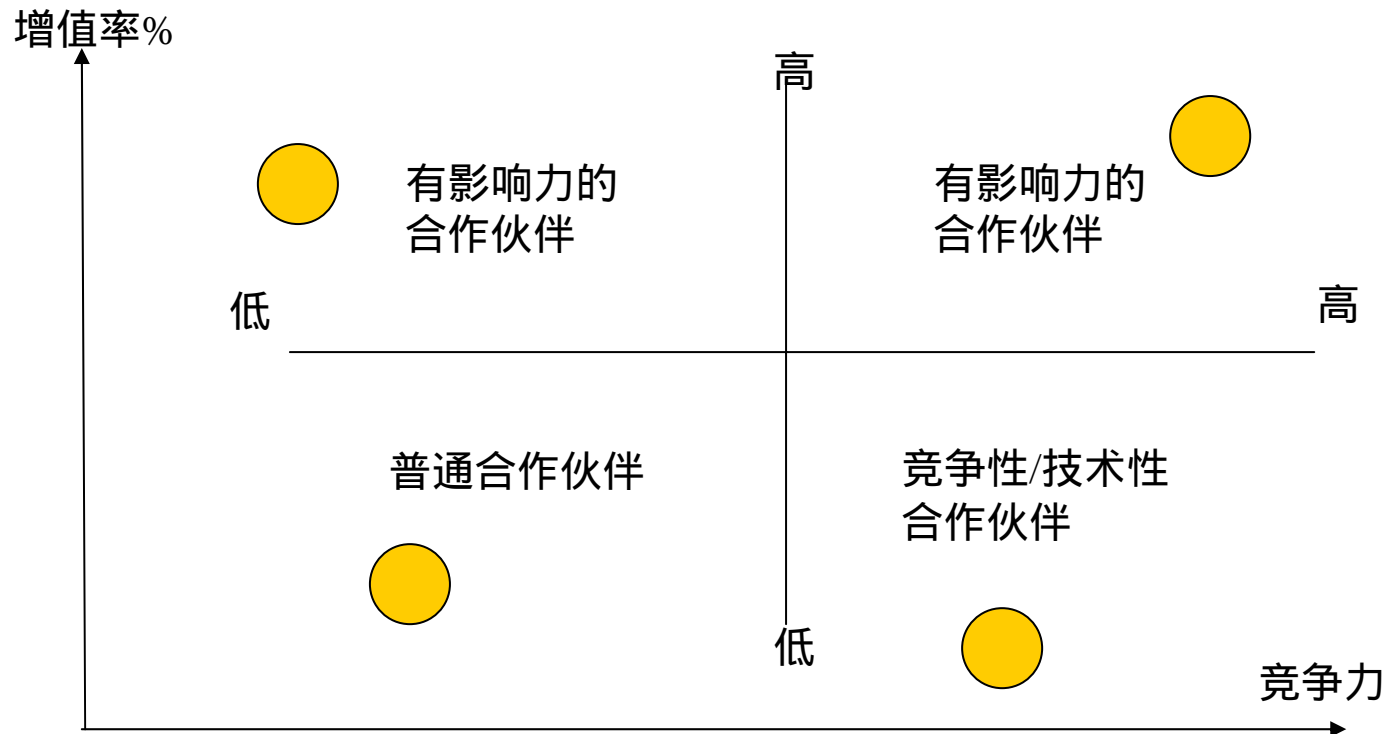 增值率%
高
有影响力的
合作伙伴
有影响力的
合作伙伴
低
高
普通合作伙伴
竞争性/技术性
合作伙伴
低
竞争力